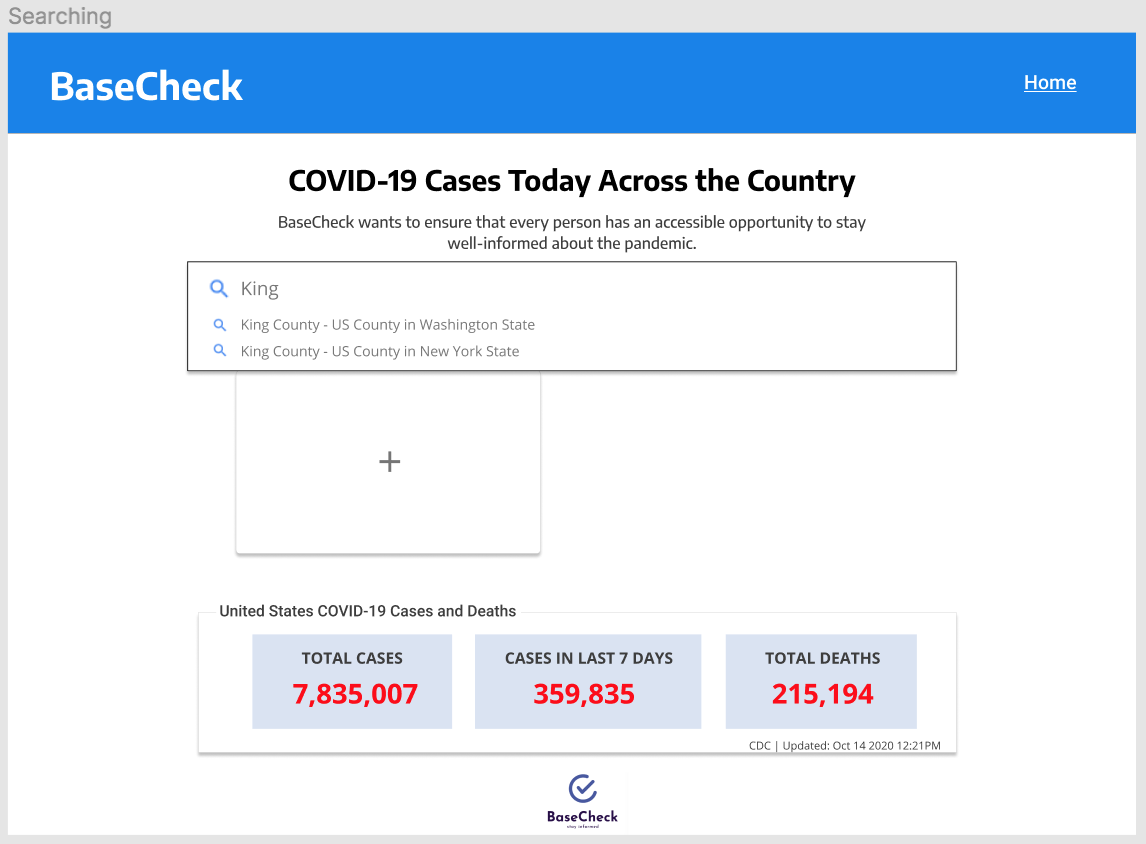 Searching
BaseCheck
Home
COVID-19 Cases Today Across the Country
BaseCheck wants to ensure that every person has an accessible opportunity to stay
well-informed about the pandemic.
King
King County - US County in Washington State
King County - US County in New York State
+
United States COVID-19 Cases and Deaths
TOTAL CASES
7,835,007
CASES IN LAST 7 DAYS
359,835
TOTAL DEATHS
215,194
CDC | Updated: Oct 14 2020 12:21PM
BaseCheck
stay informed